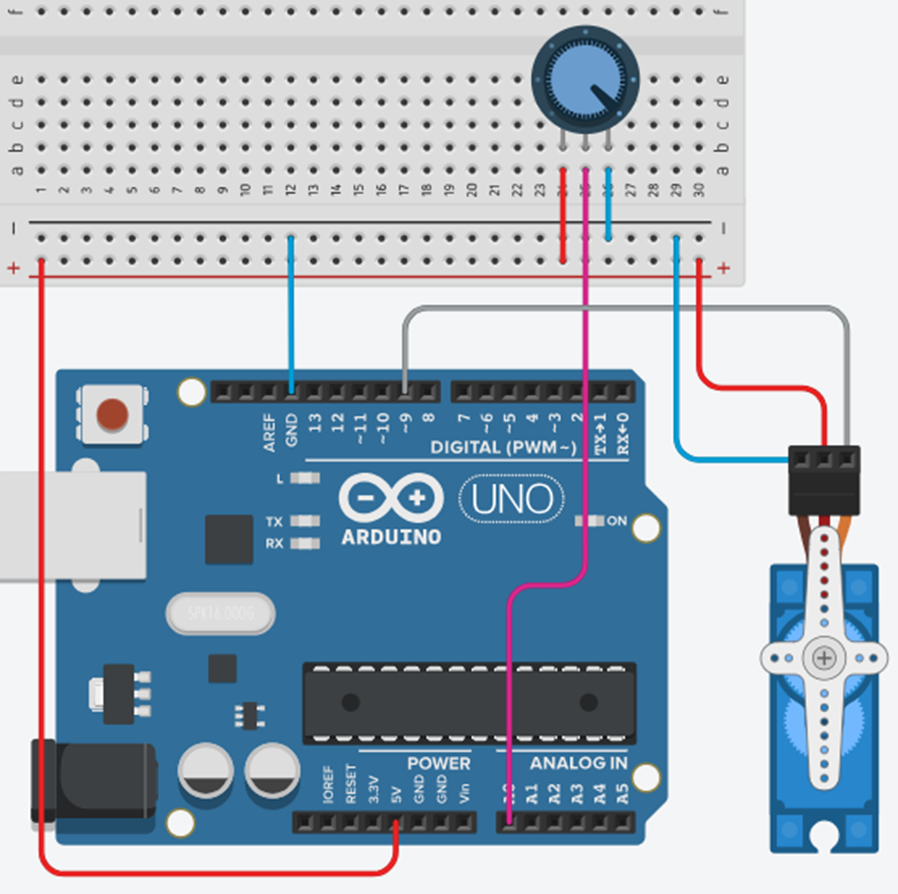 f f
e e
d d
c c
b b
a a
1 2 3 4 5 6 7 8 9 10 11 12 13 14 15 16 17 18 19 20 21 22 23 24 25 26 27 28 29 30
− −
+ +
AREF GND 13 12 ~11 ~10 ~9 8 7 ~6 ~5 4 ~3 2 TX→1 RX←0
DIGITAL (PWM~)
L
TX
RX
UNO
ON
ARDUINO
SPK16.000G
POWER ANALOG IN
IOREF RESET 3.3V 5V GND GND Vin A0 A1 A2 A3 A4 A5